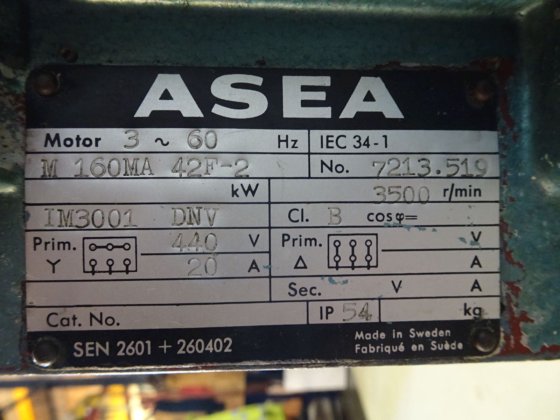 ASEA
Motor 3 ~ 60 Hz IEC 34-1
M 160MA 42F-2 No. 7213.519
kW 3500 r/min
IM3001 DNV Cl. B cosφ=
Prim. 440 V Prim. V
Y 20 A Δ A
Sec. V A
Cat. No. IP 54 kg
SEN 2601 + 260402 Made in Sweden
Fabriqué en Suède